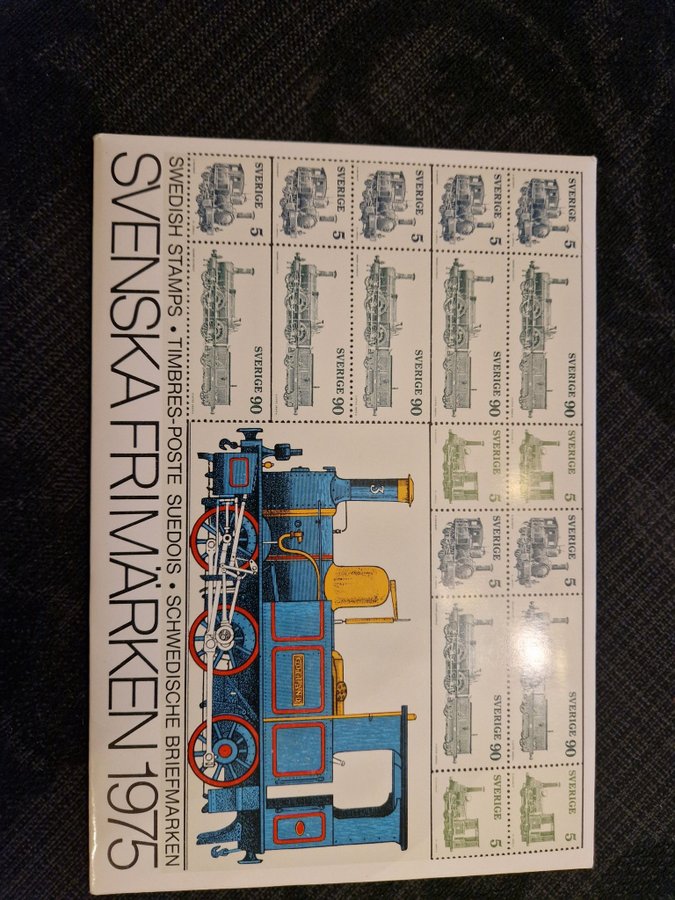 SVERIGE 5 SVERIGE 90 SVERIGE 5 SVERIGE 5 SVERIGE 90 SVERIGE 5
SVERIGE 5 SVERIGE 90 SVERIGE 5 SVERIGE 5 SVERIGE 90 SVERIGE 5
SVERIGE 5 SVERIGE 90
SVERIGE 5 SVERIGE 90
SVERIGE 5 SVERIGE 90
3
SWEDISH STAMPS • TIMBRES-POSTE SUEDOIS • SCHWEDISCHE BRIEFMARKEN
SVENSKA FRIMÄRKEN 1975